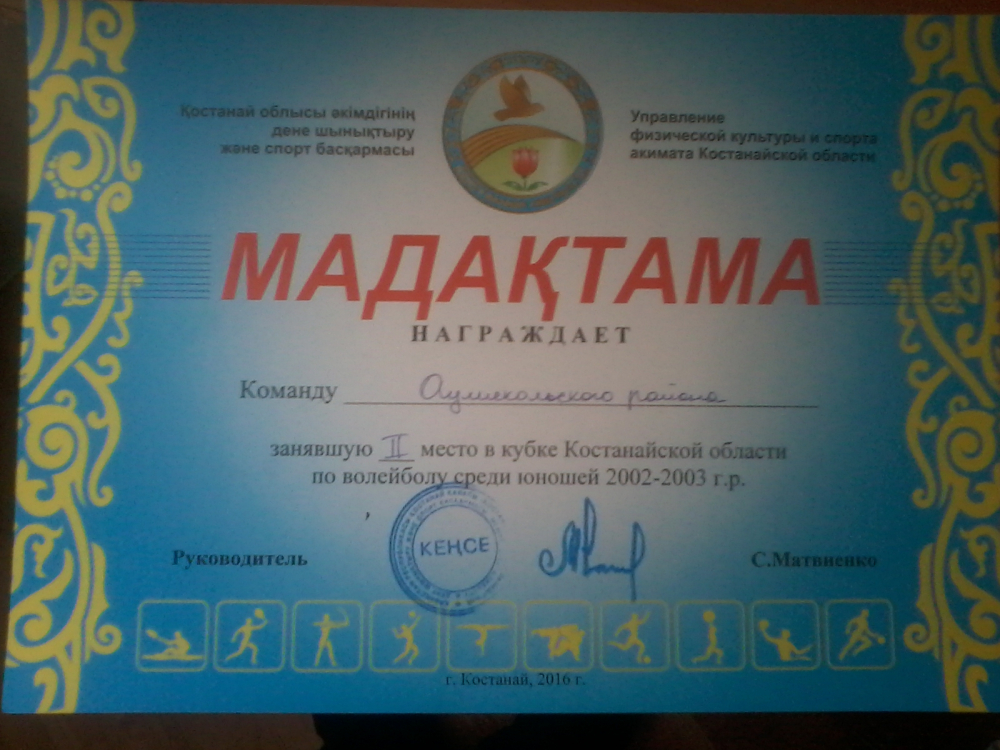 Қостанай облысы әкімдігінің
дене шынықтыру
және спорт басқармасы
Управление
физической культуры и спорта
акимата Костанайской области
МАДАҚТАМА
НАГРАЖДАЕТ
Команду Аулиекольского района
занявшую II место в кубке Костанайской области
по волейболу среди юношей 2002-2003 г.р.
КЕҢСЕ
Руководитель
С.Матвиенко
г. Костанай, 2016 г.